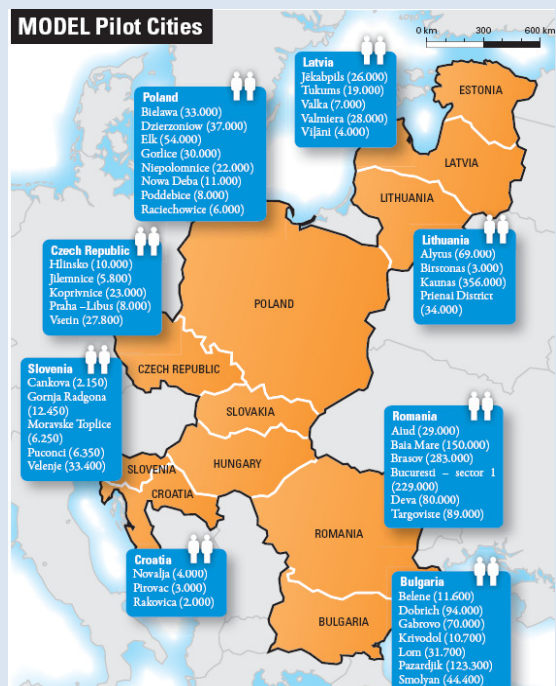 MODEL Pilot Cities
0 300 600 km
Latvia
Jēkabpils (26.000)
Tukums (19.000)
Valka (7.000)
Valmiera (28.000)
Viļāni (4.000)
Poland
Bielawa (33.000)
Dzierzoniow (37.000)
Elk (54.000)
Gorlice (30.000)
Niepolomnice (22.000)
Nowa Deba (11.000)
Poddebice (8.000)
Raciechowice (6.000)
ESTONIA
LATVIA
LITHUANIA
Lithuania
Alytus (69.000)
Birstonas (3.000)
Kaunas (356.000)
Prienai District
(34.000)
Czech Republic
Hlinsko (10.000)
Jilemnice (5.800)
Koprivnice (23.000)
Praha –Libus (8.000)
Vsetin (27.800)
POLAND
CZECH REPUBLIC
SLOVAKIA
Slovenia
Cankova (2.150)
Gornja Radgona
(12.450)
Moravske Toplice
(6.250)
Puconci (6.350)
Velenje (33.400)
HUNGARY
SLOVENIA
CROATIA
Romania
Aiud (29.000)
Baia Mare (150.000)
Brasov (283.000)
Bucuresti – sector 1
(229.000)
Deva (80.000)
Targoviste (89.000)
ROMANIA
Croatia
Novalja (4.000)
Pirovac (3.000)
Rakovica (2.000)
BULGARIA
Bulgaria
Belene (11.600)
Dobrich (94.000)
Gabrovo (70.000)
Krivodol (10.700)
Lom (31.700)
Pazardjik (123.300)
Smolyan (44.400)